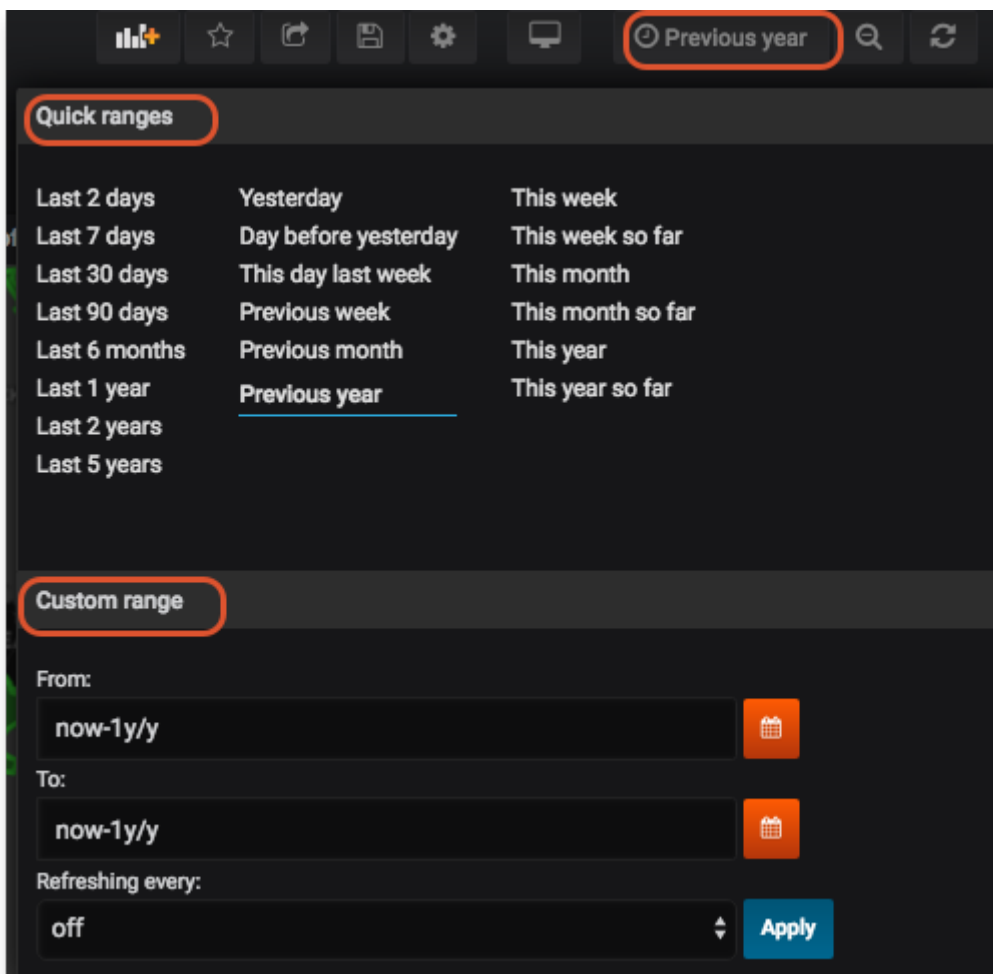 Previous year
Quick ranges
Last 2 days Yesterday This week
Last 7 days Day before yesterday This week so far
Last 30 days This day last week This month
Last 90 days Previous week This month so far
Last 6 months Previous month This year
Last 1 year Previous year This year so far
Last 2 years
Last 5 years
Custom range
From:
now-1y/y
To:
now-1y/y
Refreshing every:
off Apply